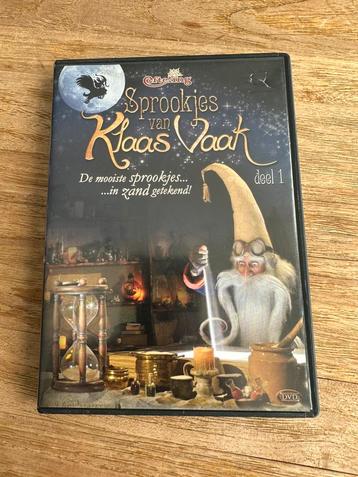 Efteling
Sprookjes
van
Klaas Vaak
deel 1
De mooiste sprookjes...
...in zand getekend!
DVD